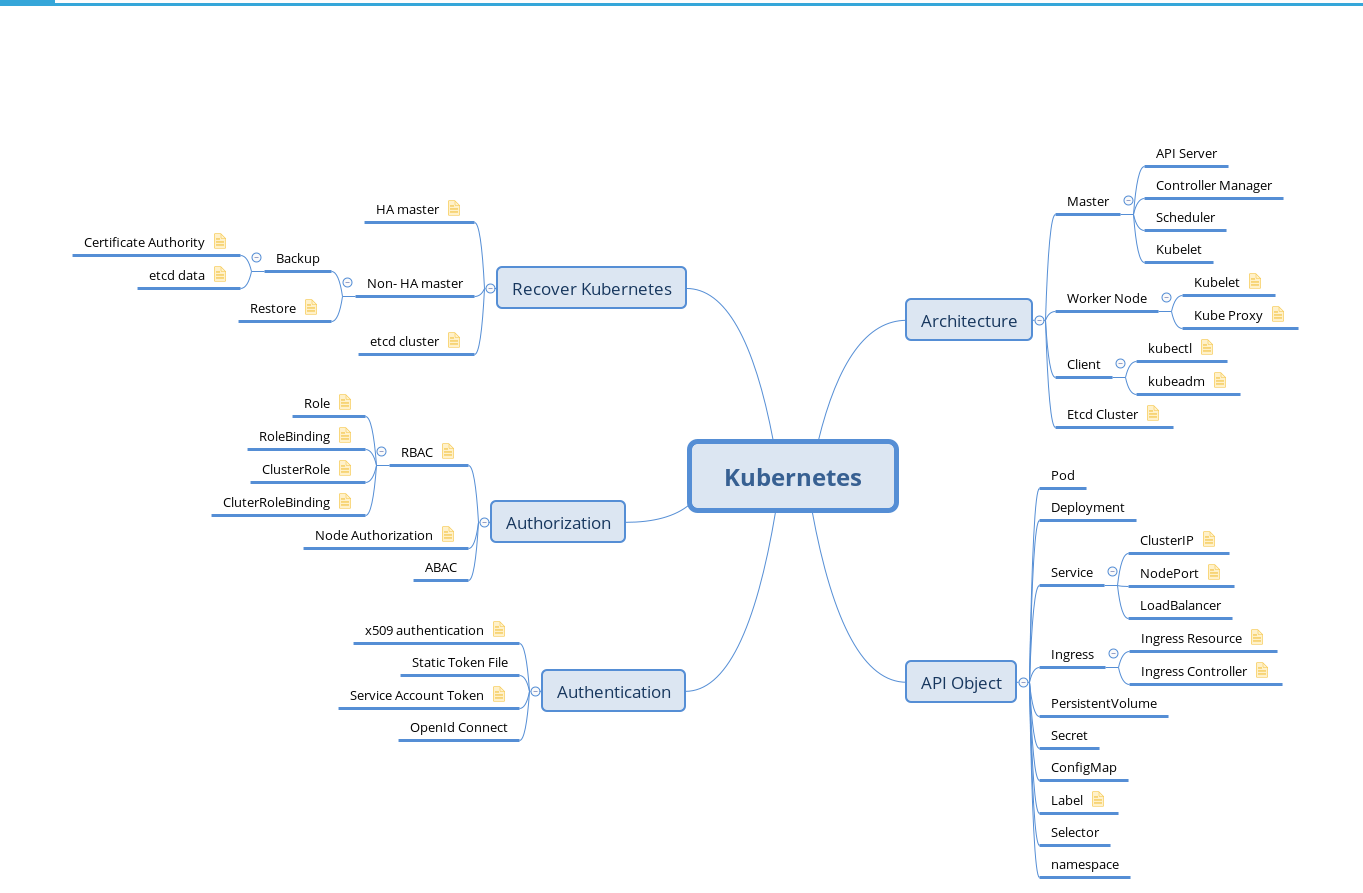 Kubernetes
Recover Kubernetes
HA master
Non- HA master
Backup
Certificate Authority
etcd data
Restore
etcd cluster
Authorization
RBAC
Role
RoleBinding
ClusterRole
CluterRoleBinding
Node Authorization
ABAC
Authentication
x509 authentication
Static Token File
Service Account Token
OpenId Connect
Architecture
Master
API Server
Controller Manager
Scheduler
Kubelet
Worker Node
Kubelet
Kube Proxy
Client
kubectl
kubeadm
Etcd Cluster
API Object
Pod
Deployment
Service
ClusterIP
NodePort
LoadBalancer
Ingress
Ingress Resource
Ingress Controller
PersistentVolume
Secret
ConfigMap
Label
Selector
namespace